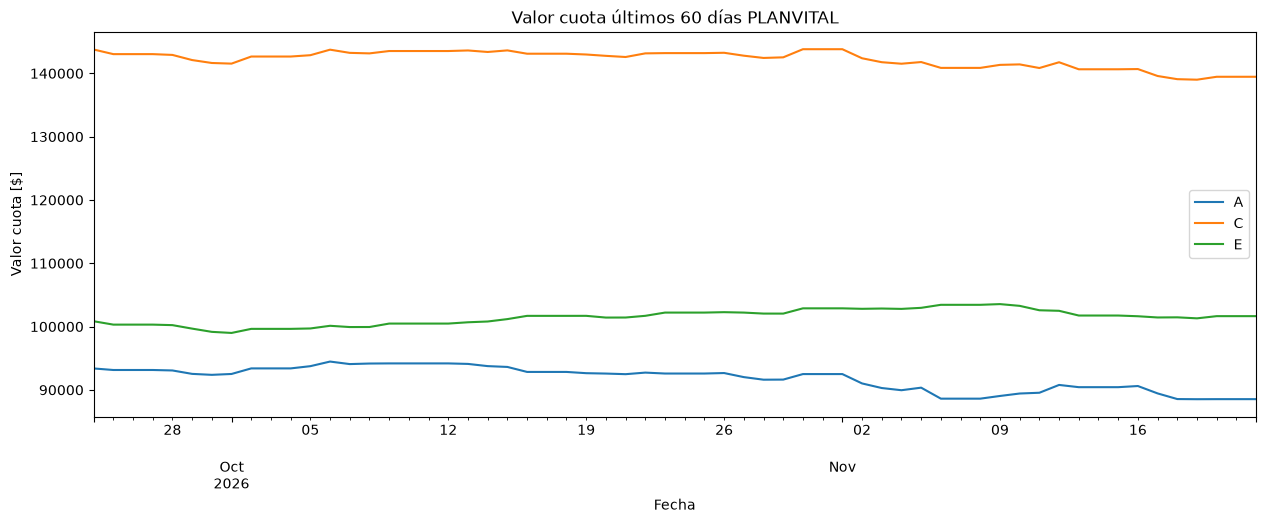 Valor cuota últimos 60 días PLANVITAL
Valor cuota [$]
140000
130000
120000
110000
100000
90000
A
C
E
28 05 12 19 26 02 09 16
Oct Nov
2026
Fecha